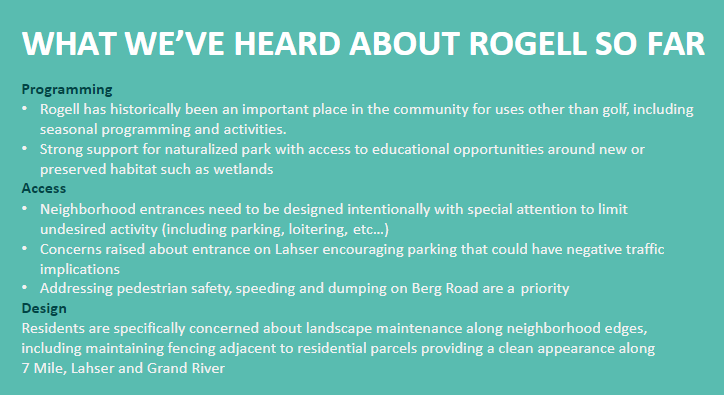 WHAT WE'VE HEARD ABOUT ROGELL SO FAR
Programming
• Rogell has historically been an important place in the community for uses other than golf, including
seasonal programming and activities.
• Strong support for naturalized park with access to educational opportunities around new or
preserved habitat such as wetlands
Access
• Neighborhood entrances need to be designed intentionally with special attention to limit
undesired activity (including parking, loitering, etc…)
• Concerns raised about entrance on Lahser encouraging parking that could have negative traffic
implications
• Addressing pedestrian safety, speeding and dumping on Berg Road are a priority
Design
Residents are specifically concerned about landscape maintenance along neighborhood edges,
including maintaining fencing adjacent to residential parcels providing a clean appearance along
7 Mile, Lahser and Grand River